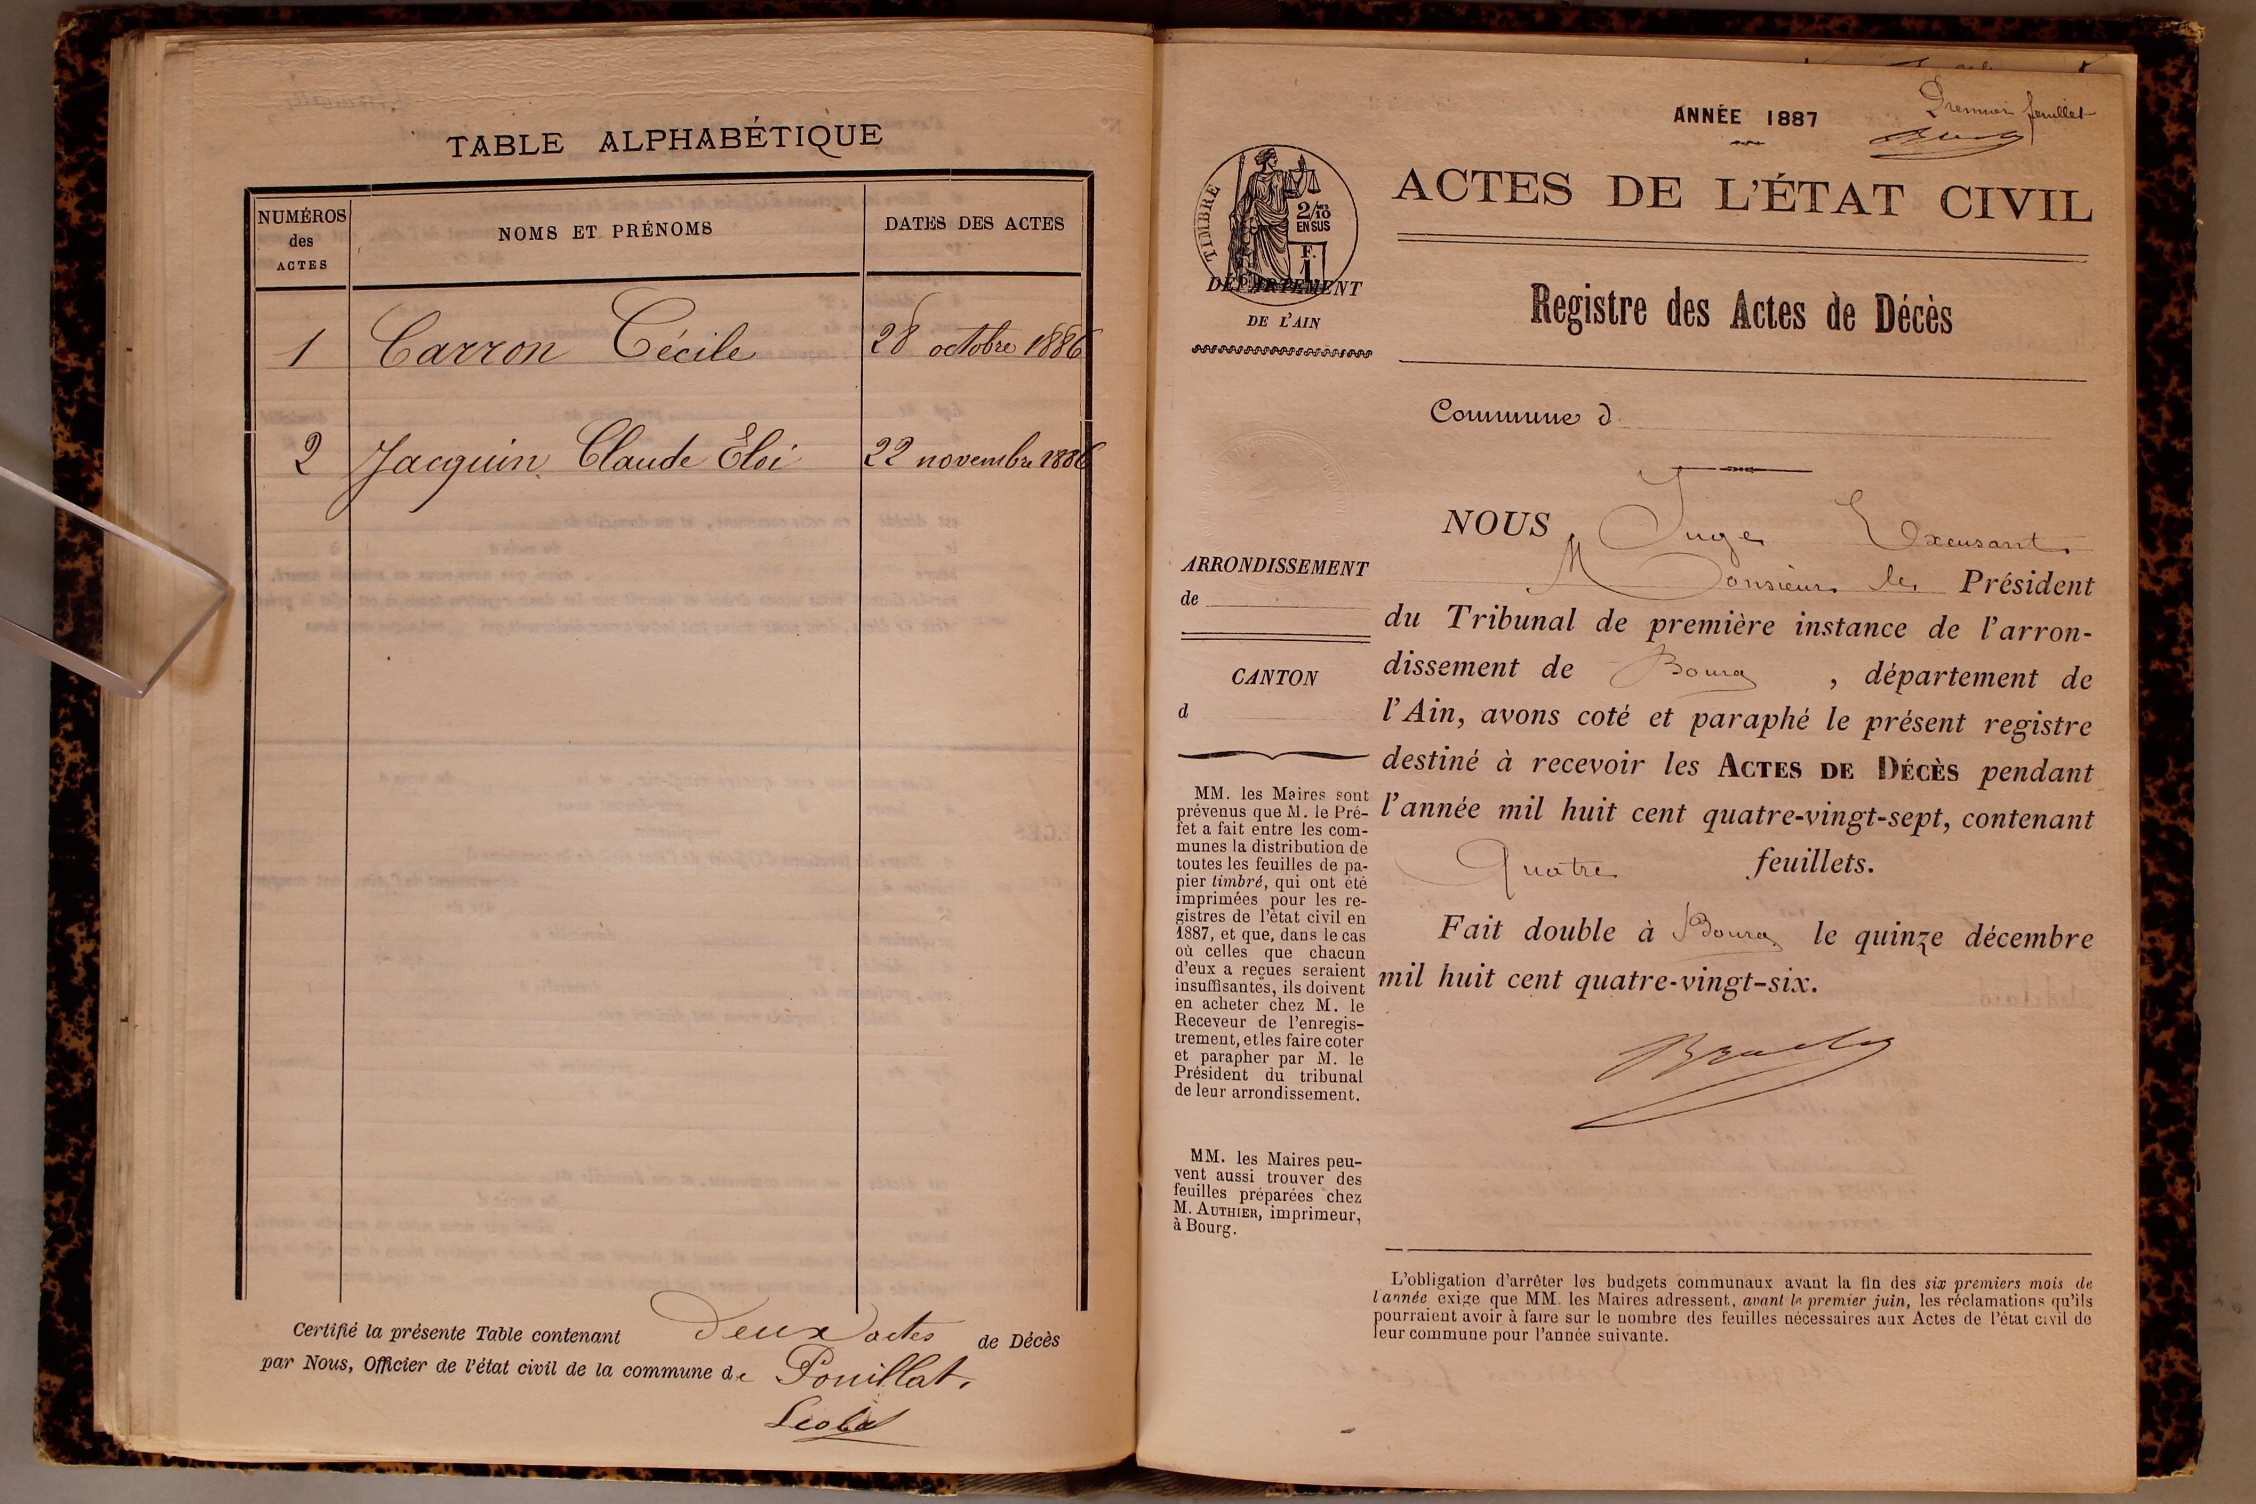 TABLE ALPHABÉTIQUE
NUMÉROS
des
ACTES
NOMS ET PRÉNOMS
DATES DES ACTES
1 Carron Cécile 28 octobre 1886
2 Jacquin Claude Eloi 22 novembre 1886
Certifié la présente Table contenant deux actes de Décès
par Nous, Officier de l'état civil de la commune de Pouillat.
ANNÉE 1887
Premier feuillet
ACTES DE L'ÉTAT CIVIL
TIMBRE
2/10
EN SUS
F.
1
DÉPARTEMENT
DE L'AIN
Registre des Actes de Décès
Commune d
ARRONDISSEMENT
de
CANTON
d
MM. les Maires sont
prévenus que M. le Pré-
fet a fait entre les com-
munes la distribution de
toutes les feuilles de pa-
pier timbré, qui ont été
imprimées pour les re-
gistres de l'état civil en
1887, et que, dans le cas
où celles que chacun
d'eux a reçues seraient
insuffisantes, ils doivent
en acheter chez M. le
Receveur de l'enregis-
trement, et les faire coter
et parapher par M. le
Président du tribunal
de leur arrondissement.
MM. les Maires peu-
vent aussi trouver des
feuilles préparées chez
M. AUTHIER, imprimeur,
à Bourg.
NOUS Juge Excusant
Monsieur le Président
du Tribunal de première instance de l'arron-
dissement de Bourg, département de
l'Ain, avons coté et paraphé le présent registre
destiné à recevoir les ACTES DE DÉCÈS pendant
l'année mil huit cent quatre-vingt-sept, contenant
Quatre feuillets.
Fait double à Bourg le quinze décembre
mil huit cent quatre-vingt-six.
L'obligation d'arrêter les budgets communaux avant la fin des six premiers mois de
l'année exige que MM. les Maires adressent, avant le premier juin, les réclamations qu'ils
pourraient avoir à faire sur le nombre des feuilles nécessaires aux Actes de l'état civil de
leur commune pour l'année suivante.